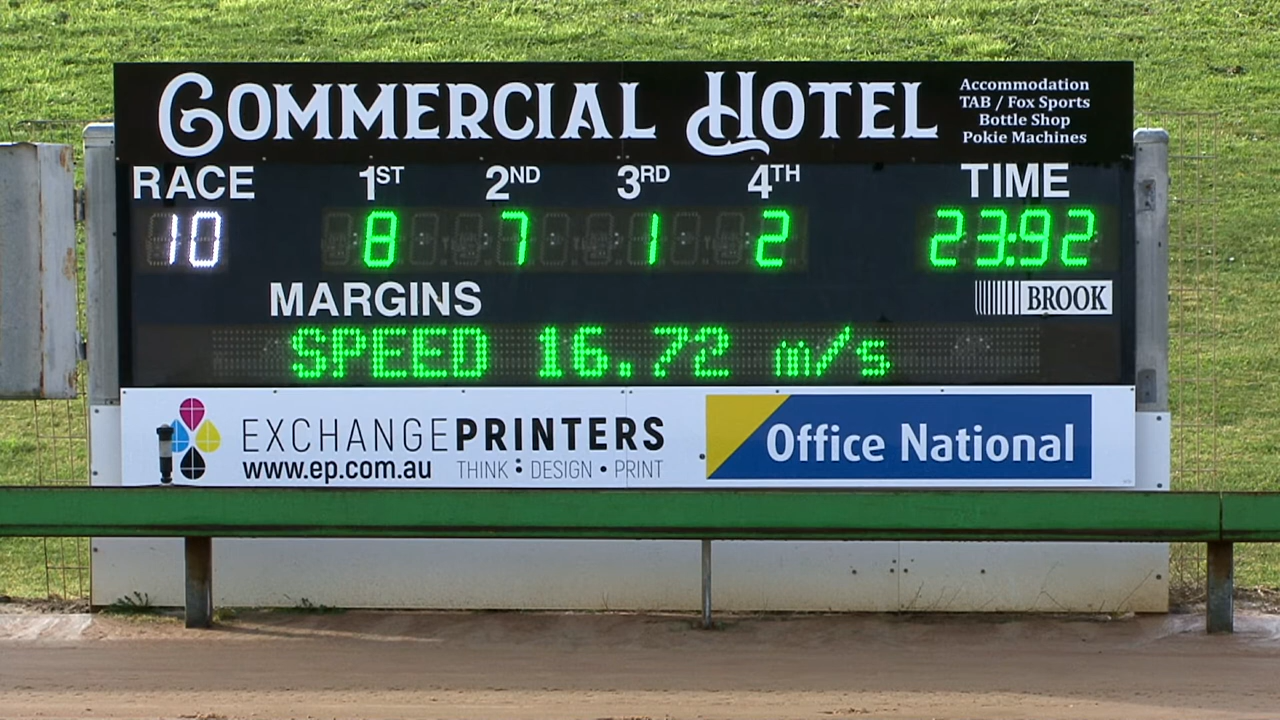 COMMERCIAL HOTEL
Accommodation
TAB / Fox Sports
Bottle Shop
Pokie Machines
RACE 1ST 2ND 3RD 4TH TIME
10 8 7 1 2 23:92
MARGINS
BROOK
SPEED 16.72 m/s
EXCHANGEPRINTERS
www.ep.com.au THINK : DESIGN • PRINT
Office National